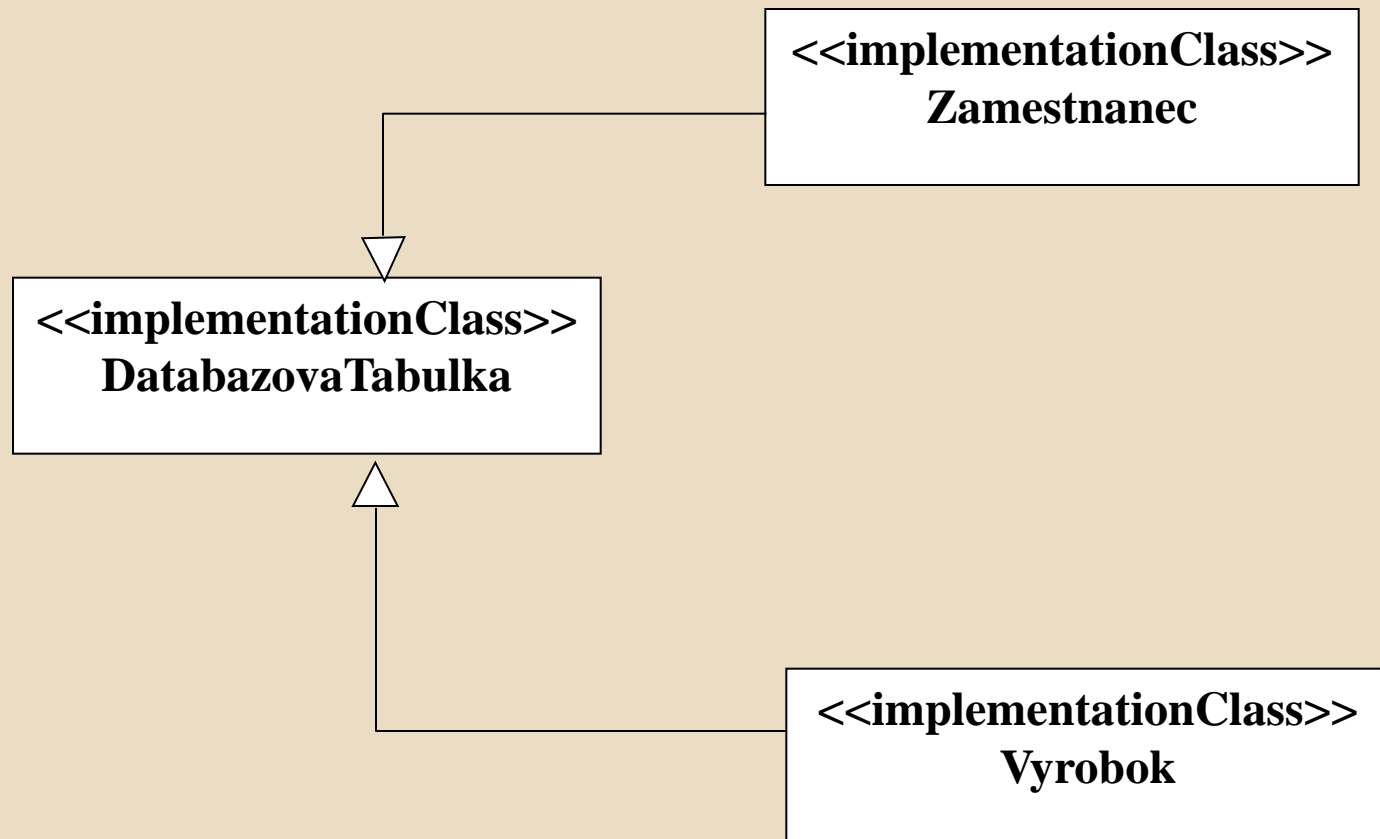 <<implementationClass>>
Zamestnanec
<<implementationClass>>
DatabazovaTabulka
<<implementationClass>>
Vyrobok